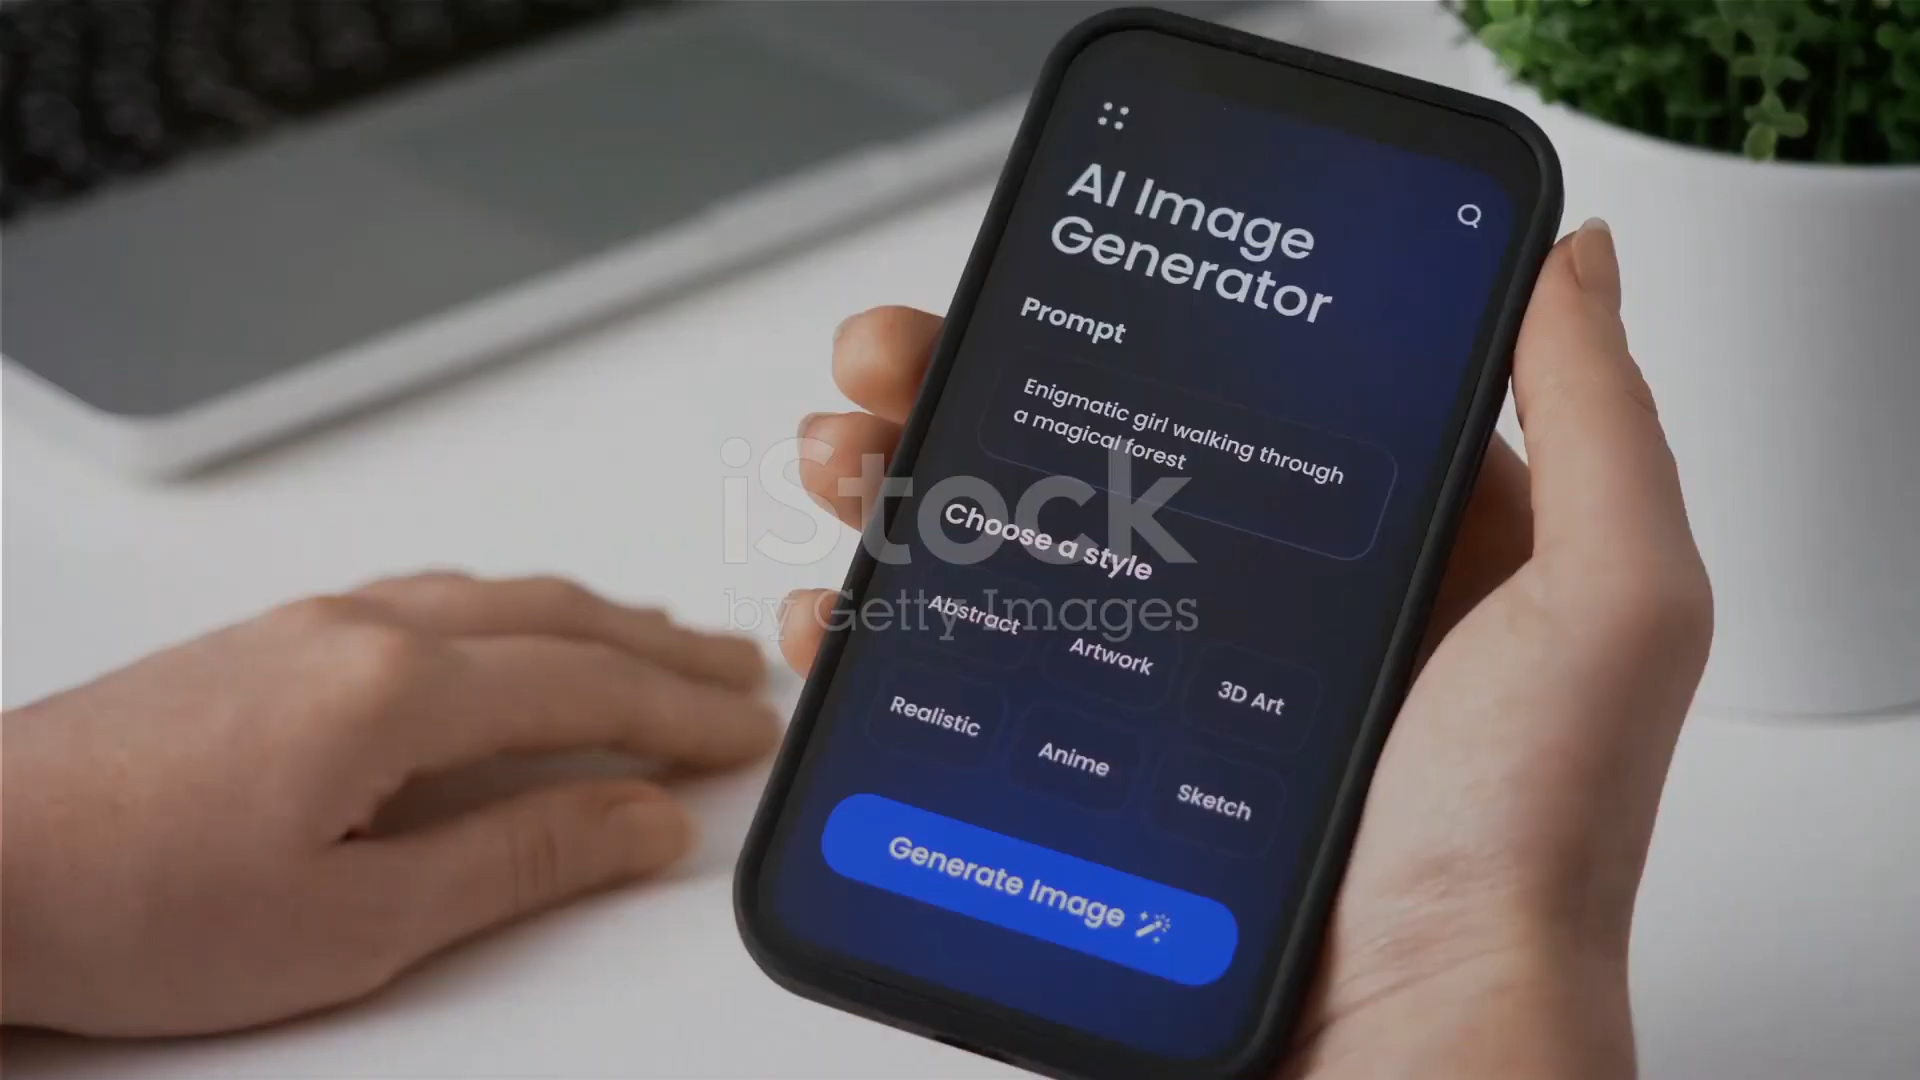 AI Image
Generator
Prompt
Enigmatic girl walking through
a magical forest
Choose a style
Abstract
Artwork
3D Art
Realistic
Anime
Sketch
Generate Image
iStock
by Getty Images